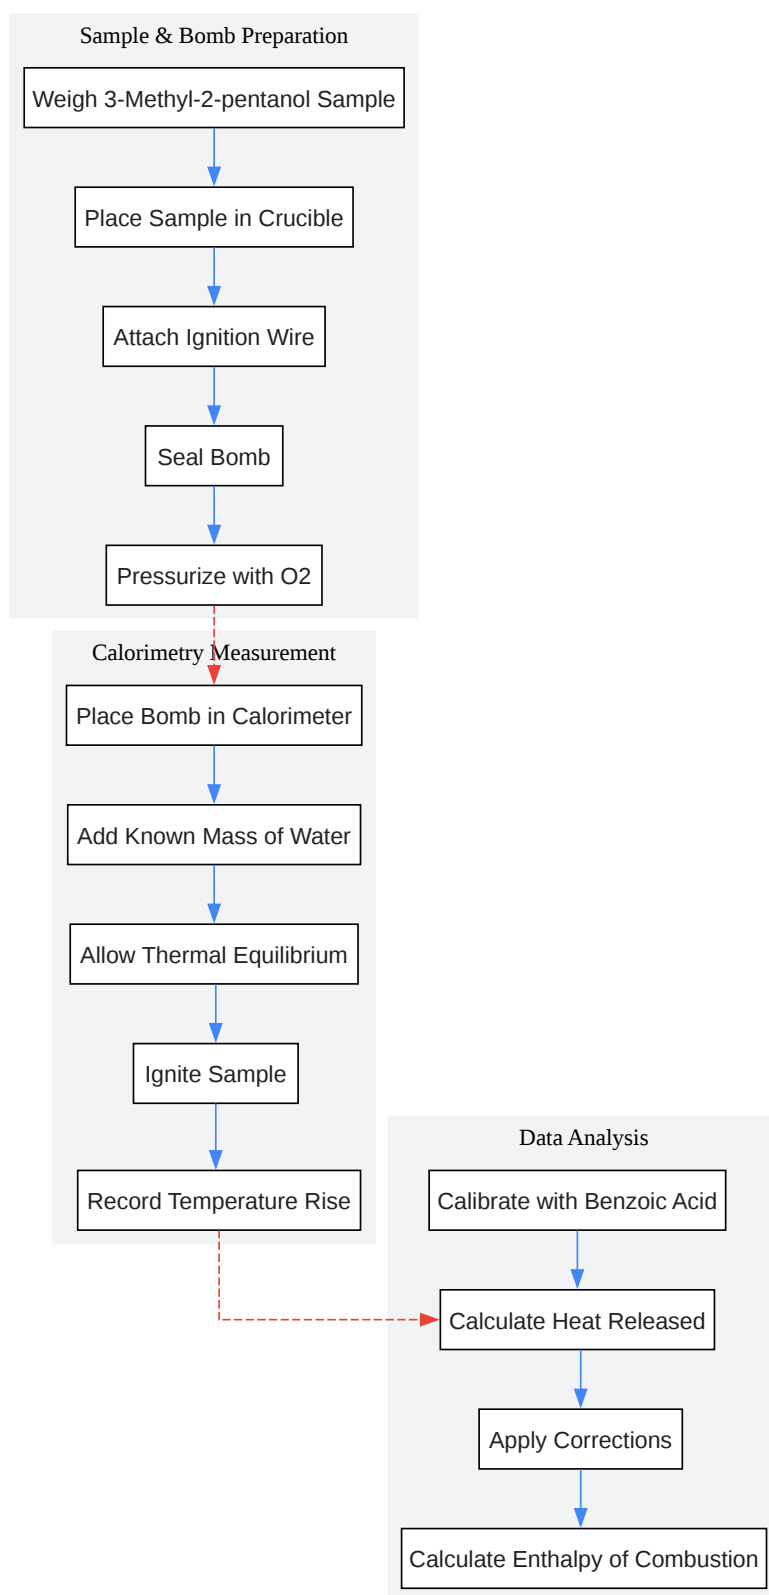 Sample & Bomb Preparation
Weigh 3-Methyl-2-pentanol Sample
Place Sample in Crucible
Attach Ignition Wire
Seal Bomb
Pressurize with O2
Calorimetry Measurement
Place Bomb in Calorimeter
Add Known Mass of Water
Allow Thermal Equilibrium
Ignite Sample
Record Temperature Rise
Data Analysis
Calibrate with Benzoic Acid
Calculate Heat Released
Apply Corrections
Calculate Enthalpy of Combustion